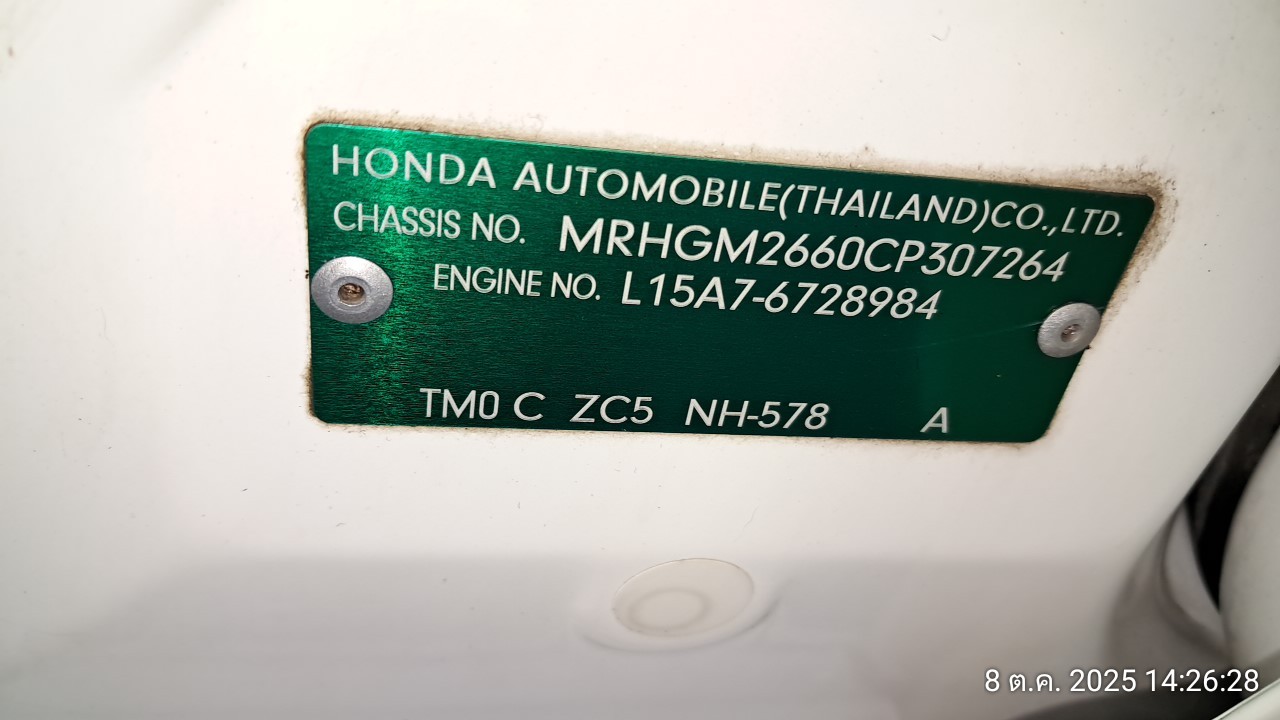 HONDA AUTOMOBILE(THAILAND)CO.,LTD.
CHASSIS NO. MRHGM2660CP307264
ENGINE NO. L15A7-6728984
TM0 C ZC5 NH-578 A
8 ต.ค. 2025 14:26:28